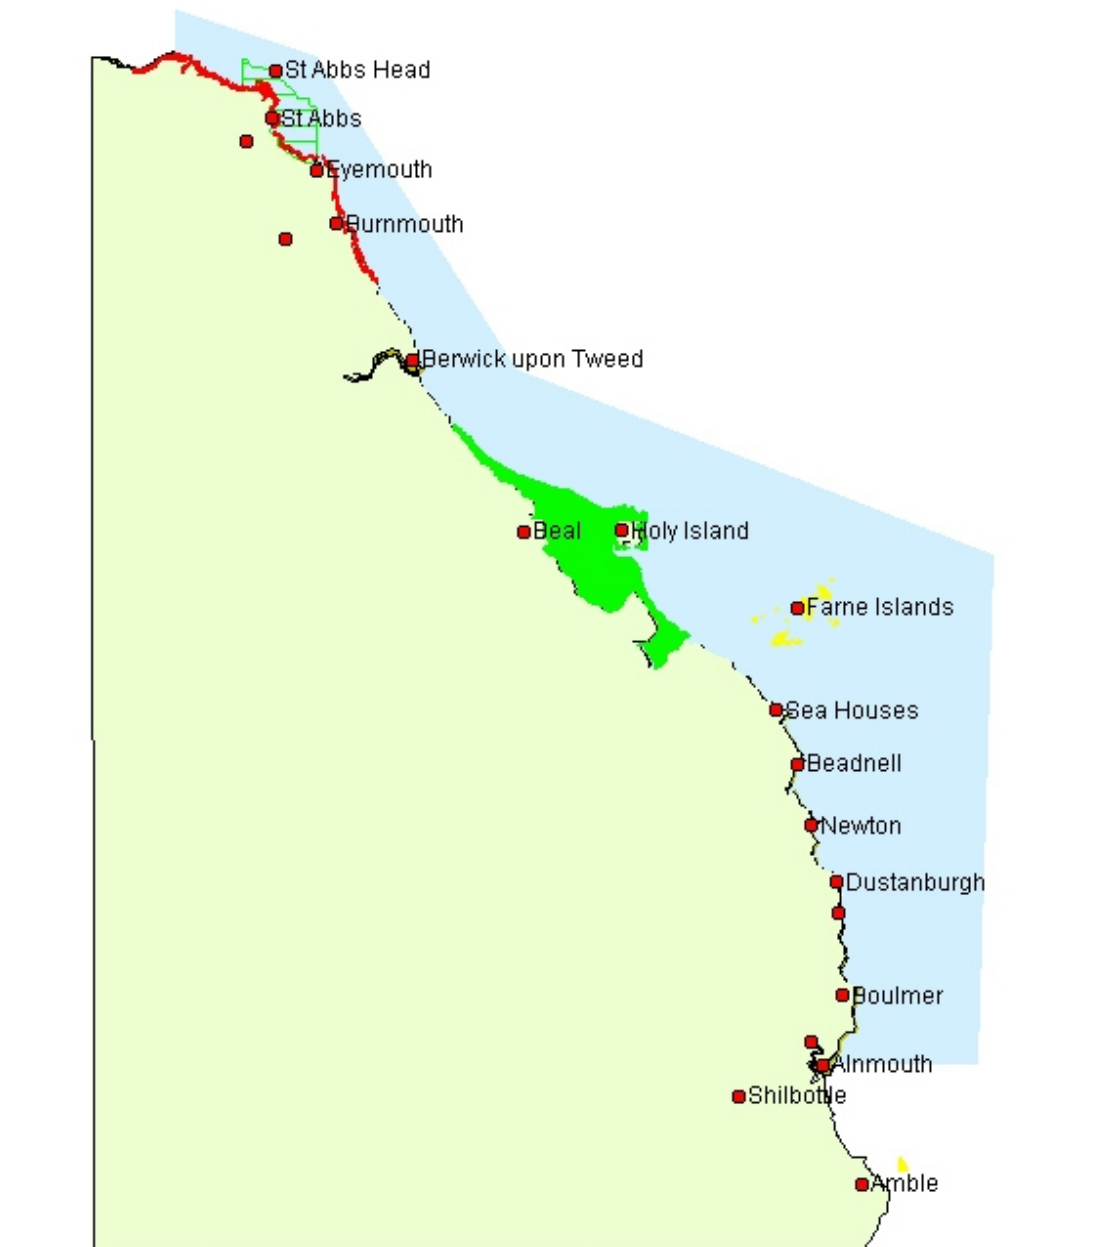 St Abbs Head
St Abbs
Eyemouth
Burnmouth
Berwick upon Tweed
Beal
Holy Island
Farne Islands
Sea Houses
Beadnell
Newton
Dustanburgh
Boulmer
Alnmouth
Shilbottle
Amble